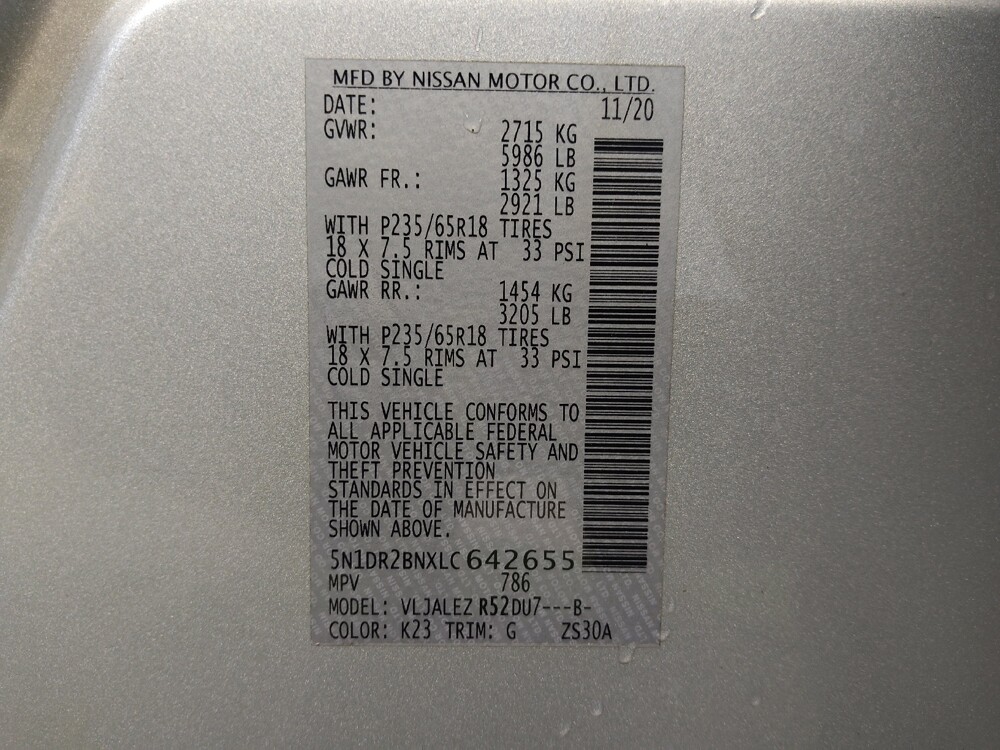 MFD BY NISSAN MOTOR CO., LTD.
DATE: 11/20
GVWR: 2715 KG
5986 LB
GAWR FR.: 1325 KG
2921 LB
WITH P235/65R18 TIRES
18 X 7.5 RIMS AT 33 PSI
COLD SINGLE
GAWR RR.: 1454 KG
3205 LB
WITH P235/65R18 TIRES
18 X 7.5 RIMS AT 33 PSI
COLD SINGLE
THIS VEHICLE CONFORMS TO
ALL APPLICABLE FEDERAL
MOTOR VEHICLE SAFETY AND
THEFT PREVENTION
STANDARDS IN EFFECT ON
THE DATE OF MANUFACTURE
SHOWN ABOVE.
5N1DR2BNXLC642655
MPV 786
MODEL: VLJALEZ R52DU7---B-
COLOR: K23 TRIM: G ZS30A